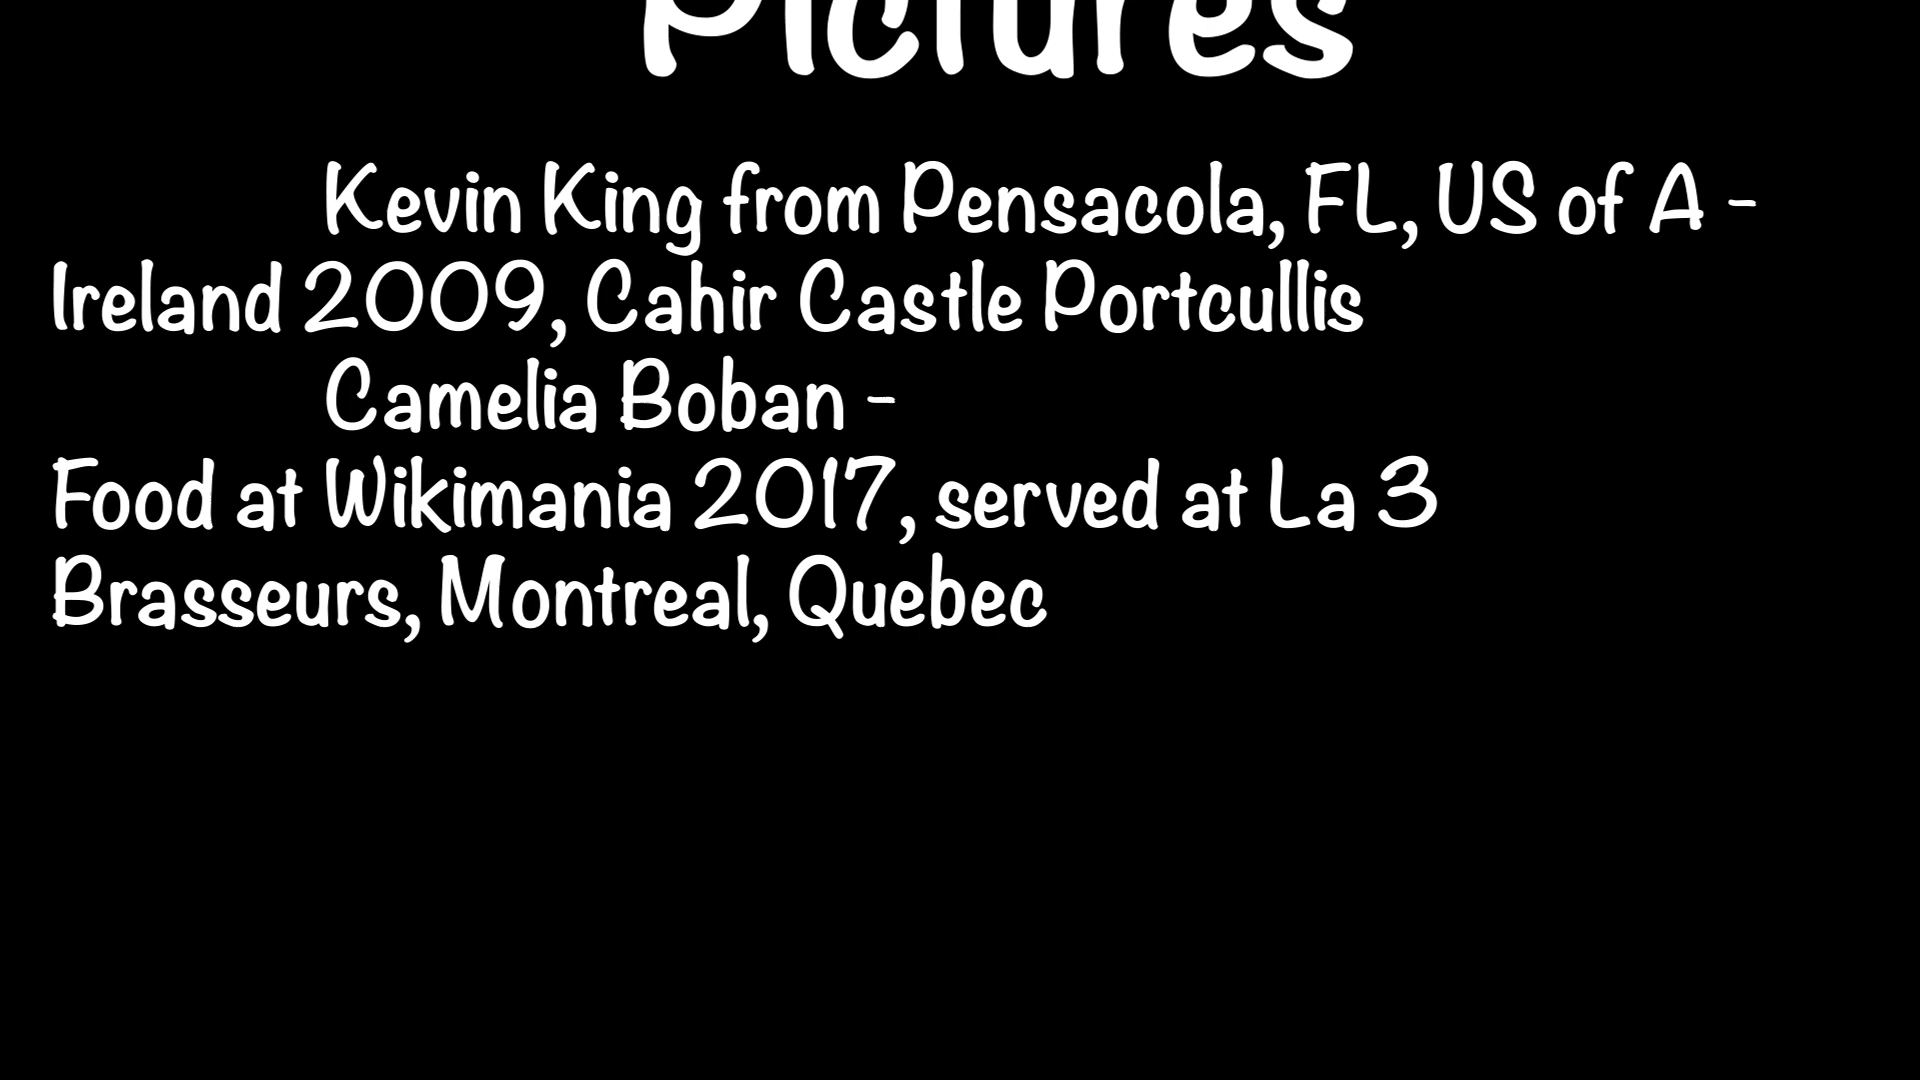 Pictures
Kevin King from Pensacola, FL, US of A -
Ireland 2009, Cahir Castle Portcullis
Camelia Boban -
Food at Wikimania 2017, served at La 3
Brasseurs, Montreal, Quebec